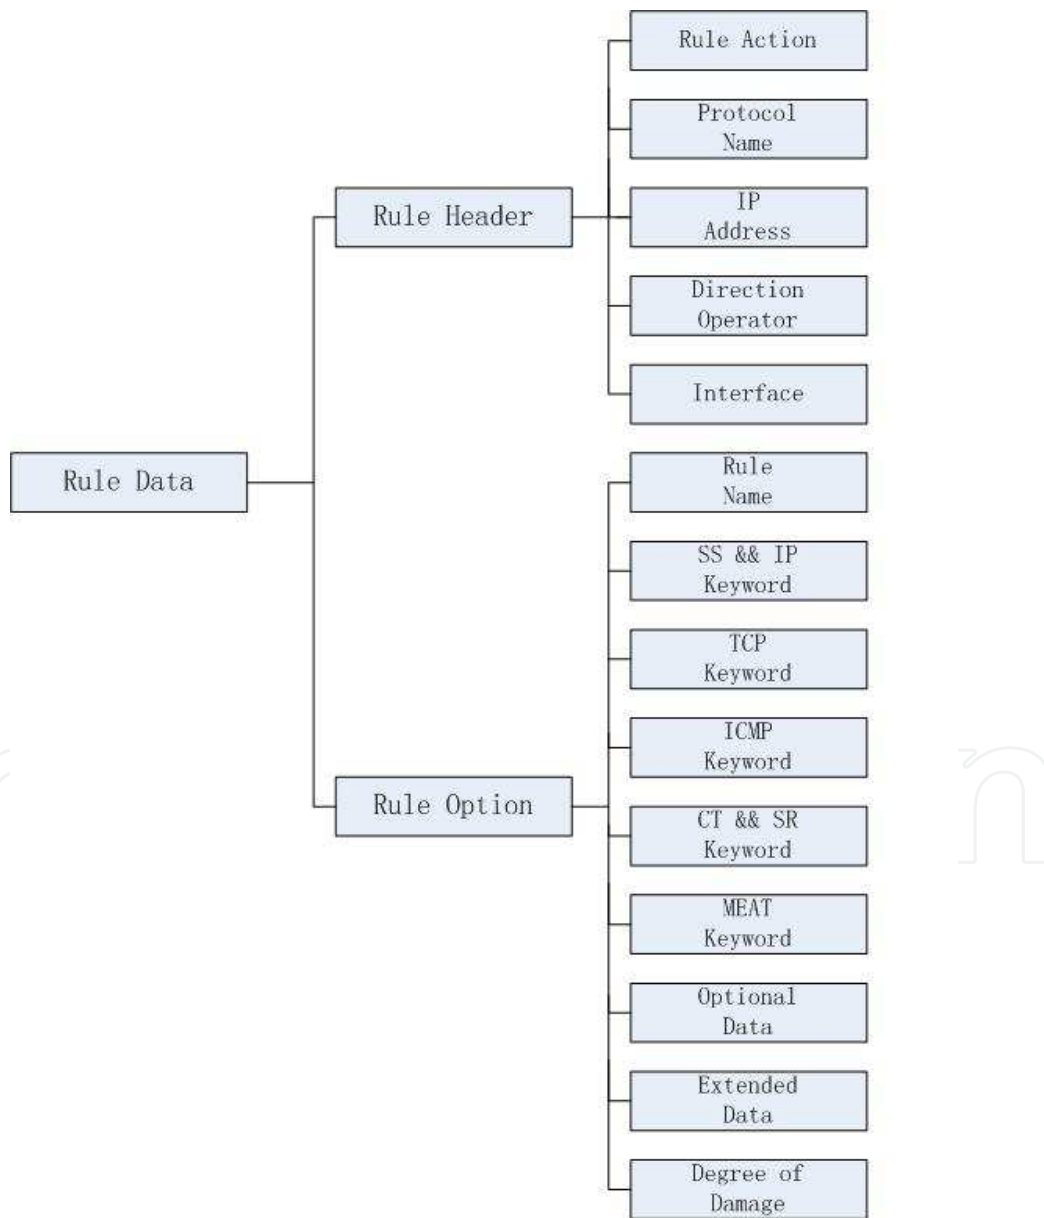 Rule Action
Protocol
Name
Rule Header
IP
Address
Direction
Operator
Interface
Rule Data
Rule
Name
SS && IP
Keyword
TCP
Keyword
ICMP
Keyword
Rule Option
CT && SR
Keyword
MEAT
Keyword
Optional
Data
Extended
Data
Degree of
Damage